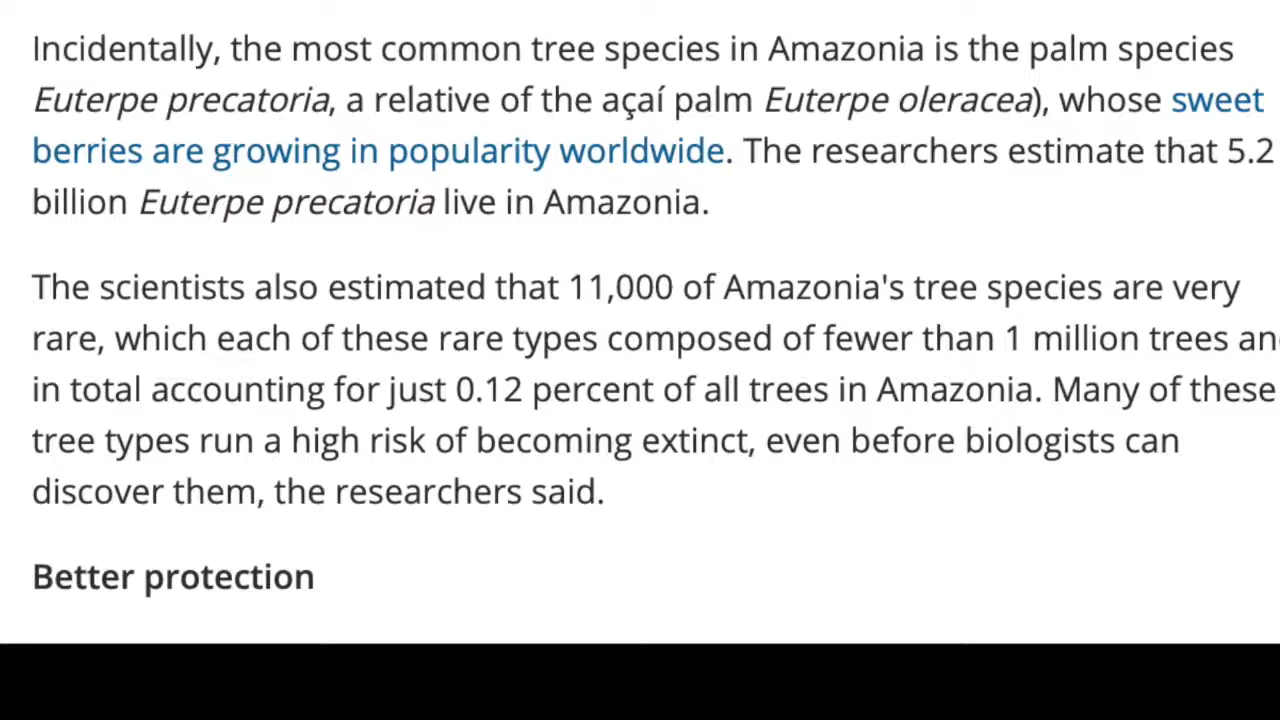 Incidentally, the most common tree species in Amazonia is the palm species
Euterpe precatoria, a relative of the açaí palm Euterpe oleracea), whose sweet
berries are growing in popularity worldwide. The researchers estimate that 5.2
billion Euterpe precatoria live in Amazonia.
The scientists also estimated that 11,000 of Amazonia's tree species are very
rare, which each of these rare types composed of fewer than 1 million trees an
in total accounting for just 0.12 percent of all trees in Amazonia. Many of these
tree types run a high risk of becoming extinct, even before biologists can
discover them, the researchers said.
Better protection